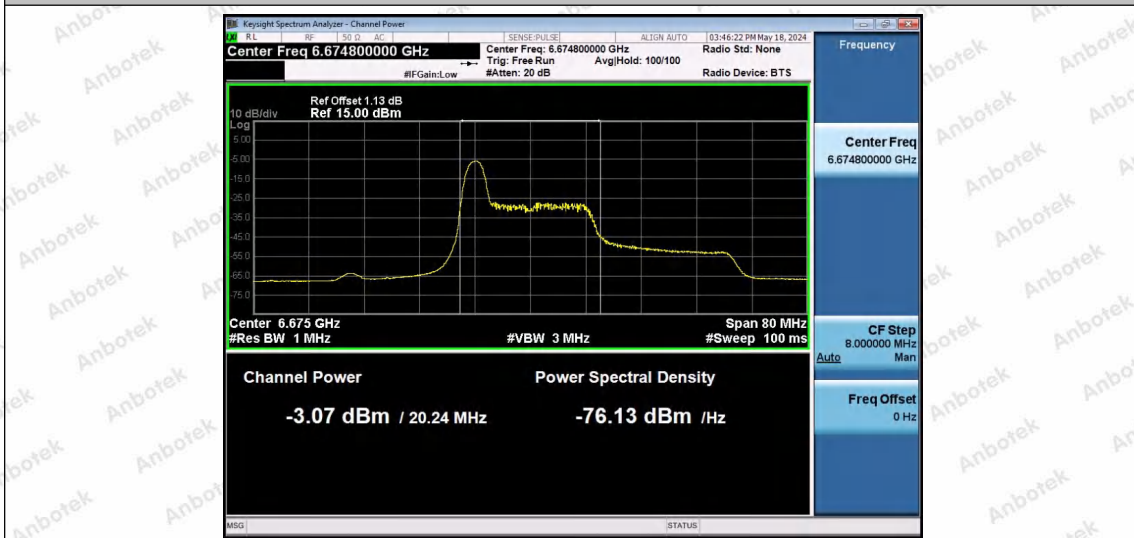 Keysight Spectrum Analyzer - Channel Power
RL RF 50 Ω AC SENSE:PULSE ALIGN AUTO 03:46:22 PM May 18, 2024
Center Freq 6.674800000 GHz
Center Freq: 6.674800000 GHz
Radio Std: None
Trig: Free Run Avg|Hold: 100/100
#IFGain:Low #Atten: 20 dB Radio Device: BTS
Ref Offset 1.13 dB
10 dB/div Ref 15.00 dBm
Log
5.00
-5.00
-15.0
-25.0
-35.0
-45.0
-55.0
-65.0
-75.0
Center 6.675 GHz Span 80 MHz
#Res BW 1 MHz #VBW 3 MHz #Sweep 100 ms
Channel Power Power Spectral Density
-3.07 dBm / 20.24 MHz -76.13 dBm /Hz
MSG STATUS
Frequency
Center Freq
6.674800000 GHz
CF Step
8.000000 MHz
Auto Man
Freq Offset
0 Hz
Anbotek